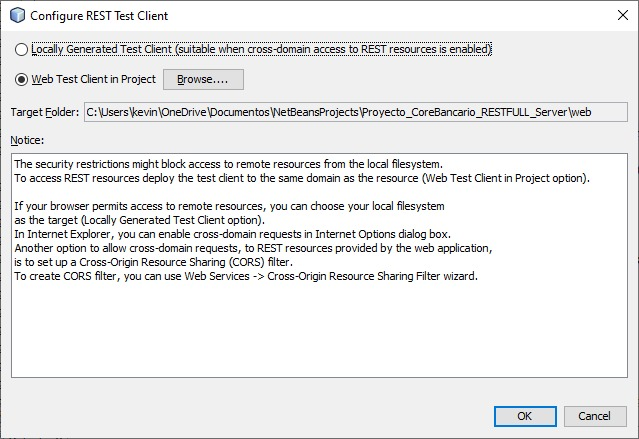 Configure REST Test Client
Locally Generated Test Client (suitable when cross-domain access to REST resources is enabled)
Web Test Client in Project Browse....
Target Folder: C:\Users\kevin\OneDrive\Documentos\NetBeansProjects\Proyecto_CoreBancario_RESTFULL_Server\web
Notice:
The security restrictions might block access to remote resources from the local filesystem.
To access REST resources deploy the test client to the same domain as the resource (Web Test Client in Project option).
If your browser permits access to remote resources, you can choose your local filesystem
as the target (Locally Generated Test Client option).
In Internet Explorer, you can enable cross-domain requests in Internet Options dialog box.
Another option to allow cross-domain requests, to REST resources provided by the web application,
is to set up a Cross-Origin Resource Sharing (CORS) filter.
To create CORS filter, you can use Web Services -> Cross-Origin Resource Sharing Filter wizard.
OK Cancel